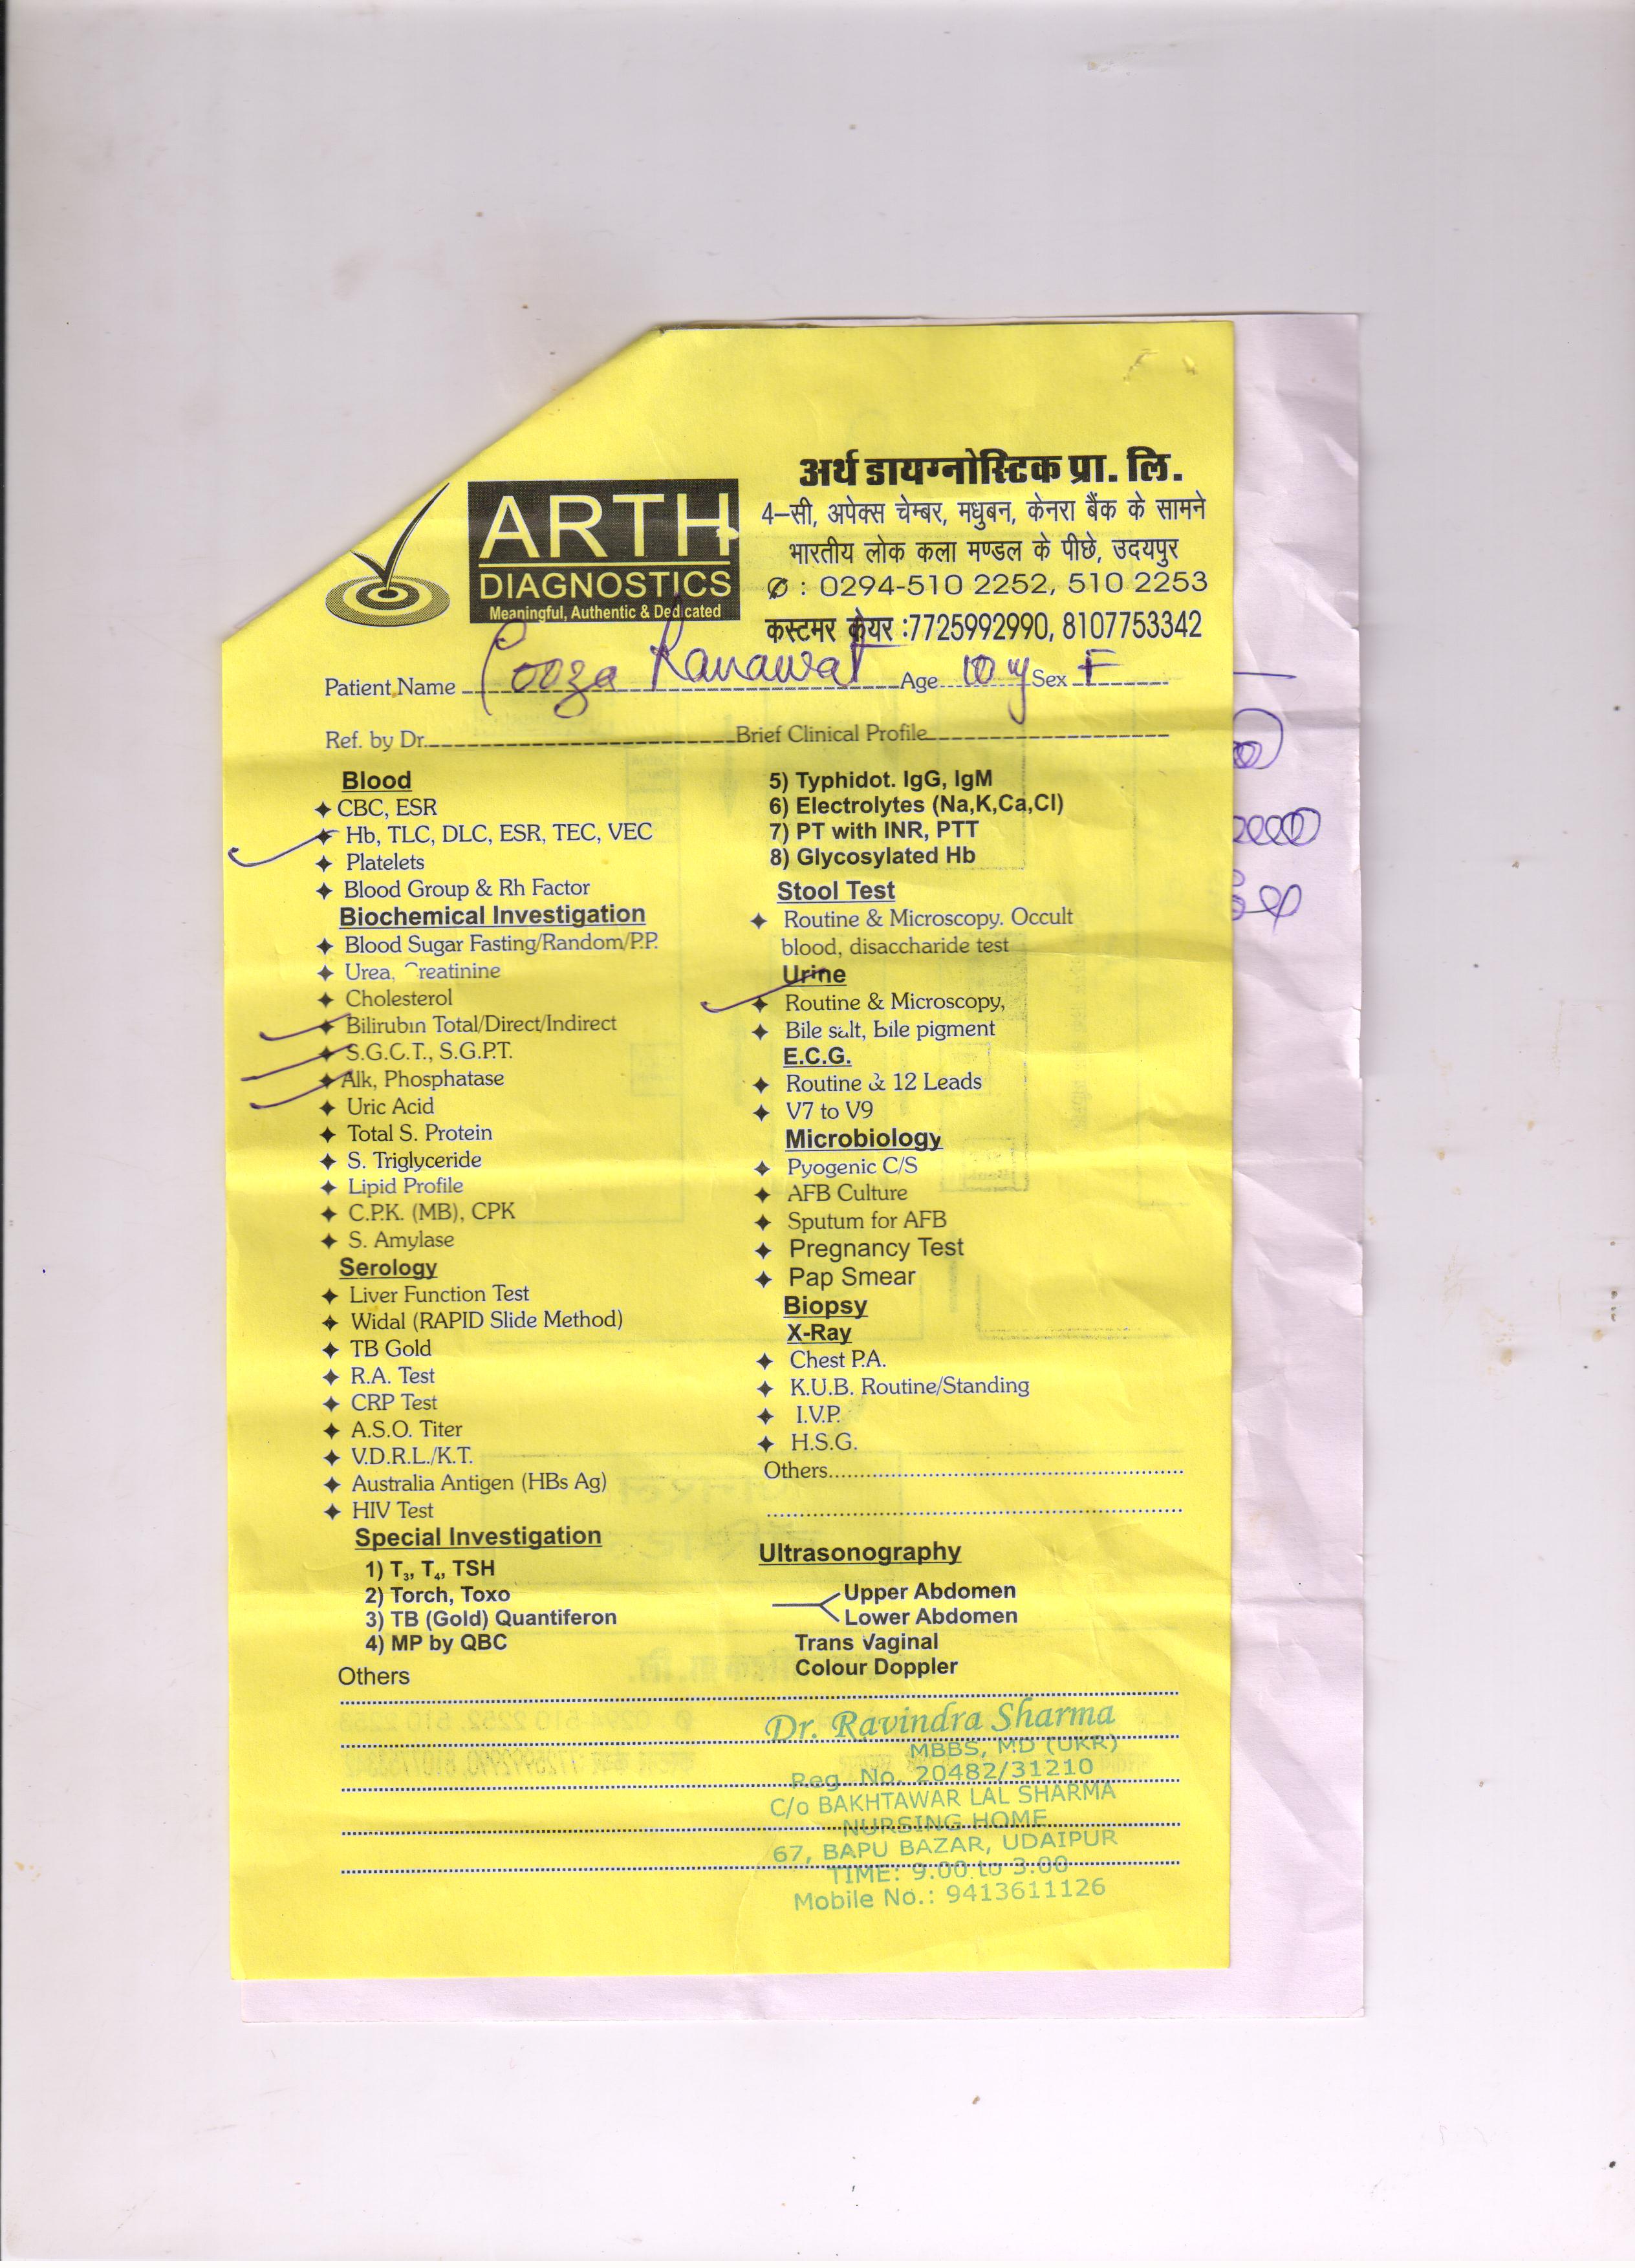 अर्थ डायग्नोस्टिक प्रा. लि.
4–सी, अपेक्स चेम्बर, मधुबन, केनरा बैंक के सामने
भारतीय लोक कला मण्डल के पीछे, उदयपुर
✆ : 0294-510 2252, 510 2253
कस्टमर केयर :7725992990, 8107753342
ARTH
DIAGNOSTICS
Meaningful, Authentic & Dedicated
Patient Name Pooza Ranawat Age 10 y Sex F
Ref. by Dr. Brief Clinical Profile
Blood
CBC, ESR
Hb, TLC, DLC, ESR, TEC, VEC
Platelets
Blood Group & Rh Factor
Biochemical Investigation
Blood Sugar Fasting/Random/P.P.
Urea, Creatinine
Cholesterol
Bilirubin Total/Direct/Indirect
S.G.O.T., S.G.P.T.
Alk, Phosphatase
Uric Acid
Total S. Protein
S. Triglyceride
Lipid Profile
C.P.K. (MB), CPK
S. Amylase
Serology
Liver Function Test
Widal (RAPID Slide Method)
TB Gold
R.A. Test
CRP Test
A.S.O. Titer
V.D.R.L./K.T.
Australia Antigen (HBs Ag)
HIV Test
Special Investigation
1) T3, T4, TSH
2) Torch, Toxo
3) TB (Gold) Quantiferon
4) MP by QBC
Others
5) Typhidot. IgG, IgM
6) Electrolytes (Na,K,Ca,Cl)
7) PT with INR, PTT
8) Glycosylated Hb
Stool Test
Routine & Microscopy. Occult
blood, disaccharide test
Urine
Routine & Microscopy,
Bile salt, bile pigment
E.C.G.
Routine & 12 Leads
V7 to V9
Microbiology
Pyogenic C/S
AFB Culture
Sputum for AFB
Pregnancy Test
Pap Smear
Biopsy
X-Ray
Chest P.A.
K.U.B. Routine/Standing
I.V.P.
H.S.G.
Others
Ultrasonography
Upper Abdomen
Lower Abdomen
Trans Vaginal
Colour Doppler
Dr. Ravindra Sharma
MBBS, MD (UKR)
Reg. No. 20482/31210
C/o BAKHTAWAR LAL SHARMA
NURSING HOME
67, BAPU BAZAR, UDAIPUR
TIME: 9.00 to 3.00
Mobile No.: 9413611126